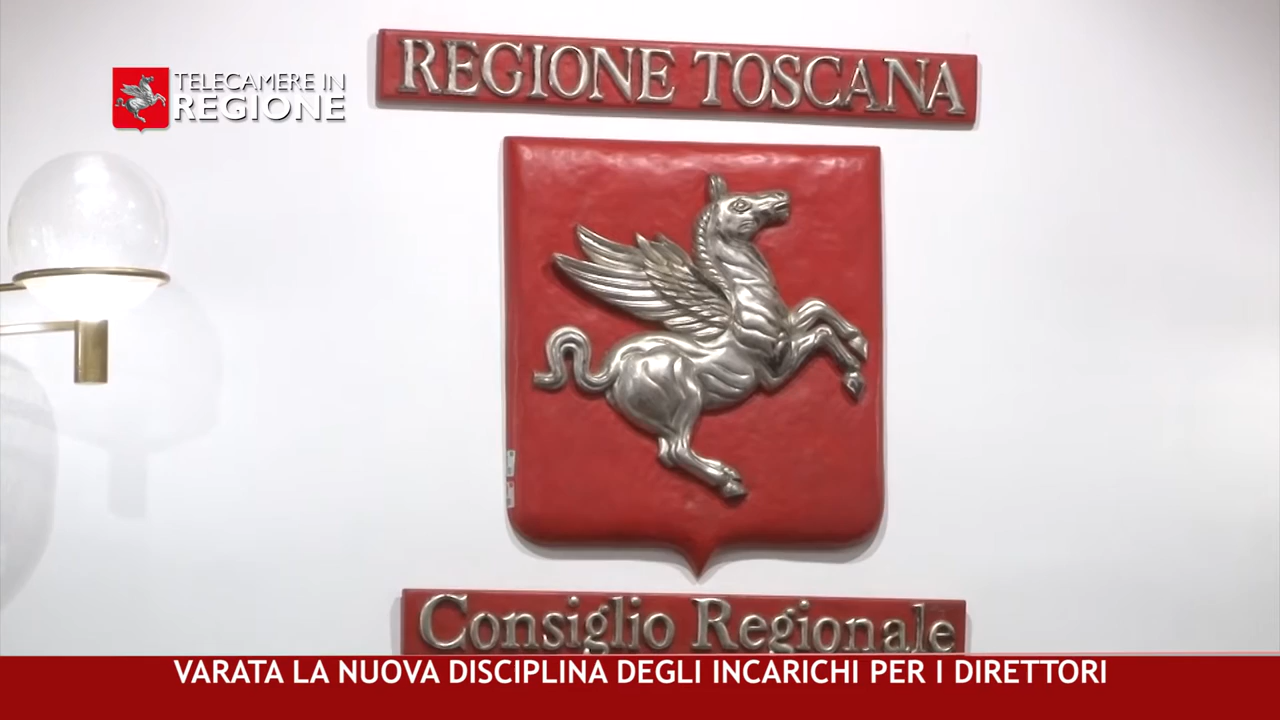 REGIONE TOSCANA
TELECAMERE IN
REGIONE
Consiglio Regionale
VARATA LA NUOVA DISCIPLINA DEGLI INCARICHI PER I DIRETTORI